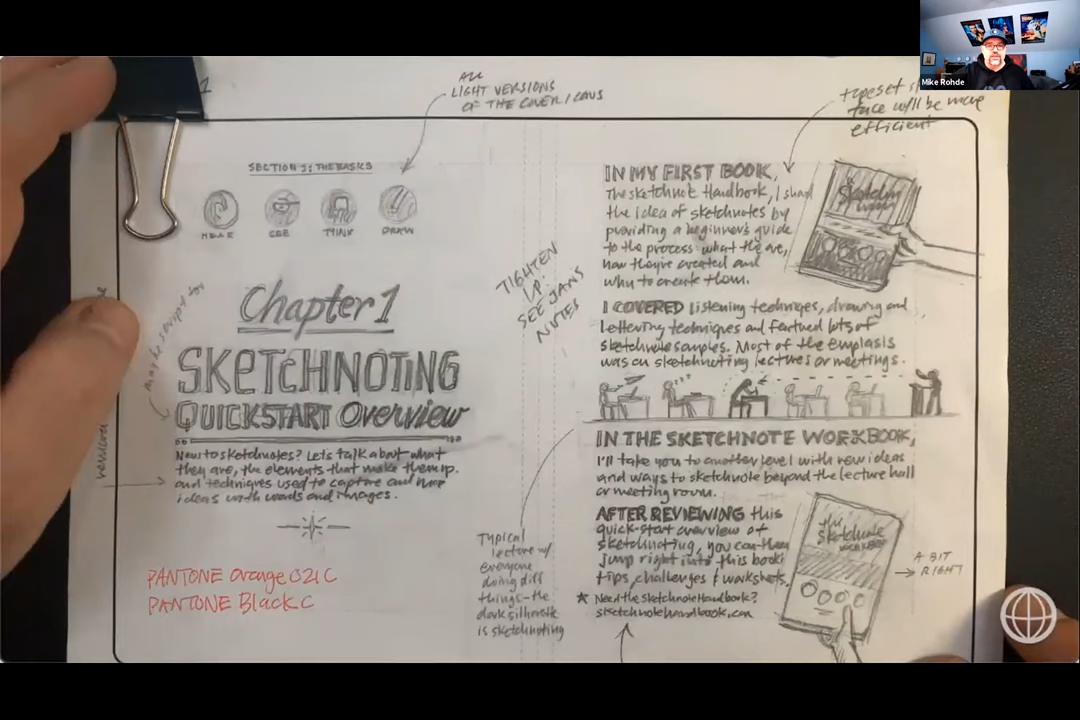 Mike Rohde
1
ALL
LIGHT VERSIONS
OF THE COVER ICONS
typeset
face will be more
efficient
SECTION 1: THE BASICS
HEAR SEE THINK DRAW
maybe script for
Chapter 1
SKETCHNOTING
QUICKSTART Overview
New to sketchnotes? Lets talk about what
they are, the elements that make them up.
and techniques used to capture and map
ideas with words and images.
PANTONE Orange 021 C
PANTONE Black C
TIGHTEN
UP.
SEE JAN'S
NOTES
IN MY FIRST BOOK,
The Sketchnote Handbook, I shared
the idea of sketchnotes by
providing a beginner's guide
to the process: what they are,
how they're created and
why to create them.
the
Sketchnote
I COVERED listening techniques, drawing and
lettering techniques and featured lots of
sketchnote samples. Most of the emphasis
was on sketchnoting lectures or meetings.
IN THE SKETCHNOTE WORKBOOK,
I'll take you to another level with new ideas
and ways to sketchnote beyond the lecture hall
or meeting room.
AFTER REVIEWING this
quick-start overview of
sketchnoting, you can then
jump right into this book:
tips, challenges & worksheets.
★ Need the Sketchnote Handbook?
sketchnotehandbook.com
the
Sketchnote
WORKBOOK
A BIT
→ RIGHT
Typical
lecture w/
everyone
doing diff
things - the
dark silhouette
is sketchnoting